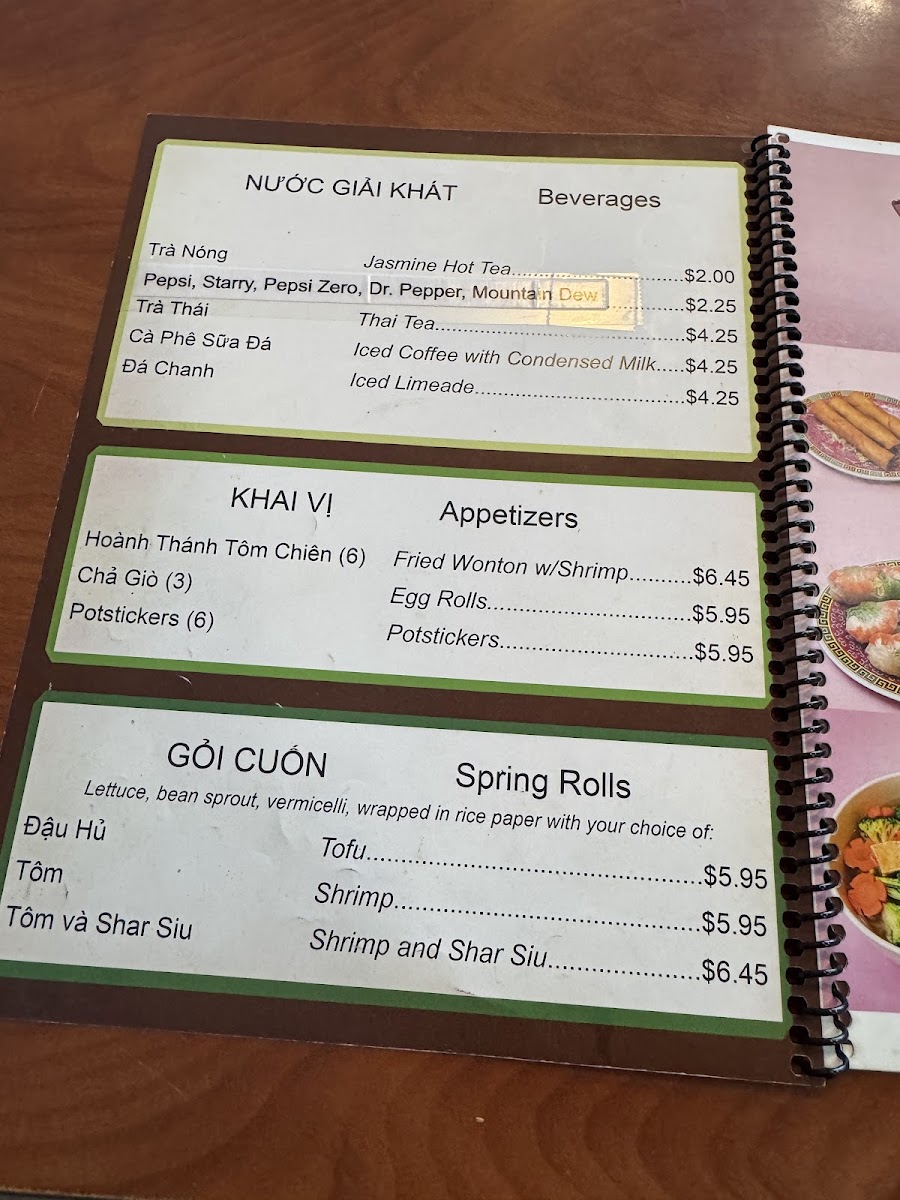 NƯỚC GIẢI KHÁT Beverages
Trà Nóng Jasmine Hot Tea..............................$2.00
Pepsi, Starry, Pepsi Zero, Dr. Pepper, Mountain Dew.............$2.25
Trà Thái Thai Tea..........................................$4.25
Cà Phê Sữa Đá Iced Coffee with Condensed Milk.....$4.25
Đá Chanh Iced Limeade...................................$4.25
KHAI VỊ Appetizers
Hoành Thánh Tôm Chiên (6) Fried Wonton w/Shrimp..........$6.45
Chả Giò (3) Egg Rolls.................................$5.95
Potstickers (6) Potstickers...............................$5.95
GỎI CUỐN Spring Rolls
Lettuce, bean sprout, vermicelli, wrapped in rice paper with your choice of:
Đậu Hủ Tofu.................................................$5.95
Tôm Shrimp.............................................$5.95
Tôm và Shar Siu Shrimp and Shar Siu......................$6.45